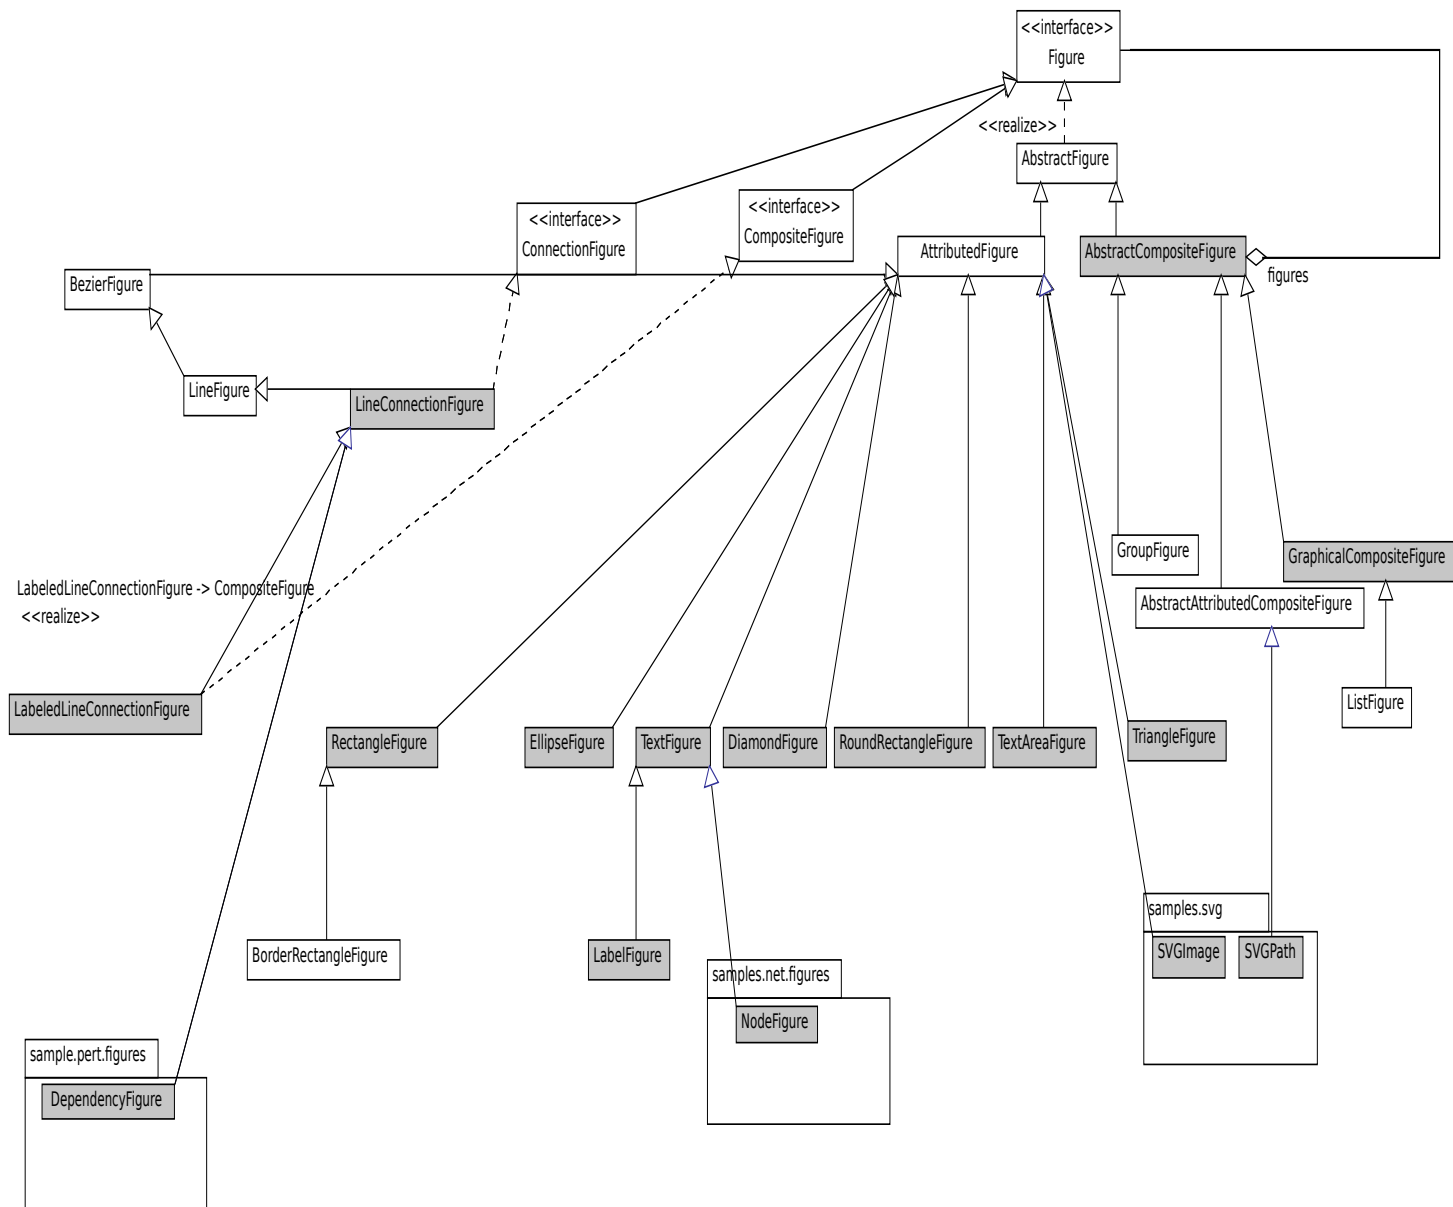 <<interface>>
Figure
<<realize>>
AbstractFigure
<<interface>>
CompositeFigure
<<interface>>
ConnectionFigure
AttributedFigure
AbstractCompositeFigure
figures
BezierFigure
LineFigure
LineConnectionFigure
GroupFigure
GraphicalCompositeFigure
LabeledLineConnectionFigure -> CompositeFigure
<<realize>>
AbstractAttributedCompositeFigure
ListFigure
LabeledLineConnectionFigure
RectangleFigure
EllipseFigure
TextFigure
DiamondFigure
RoundRectangleFigure
TextAreaFigure
TriangleFigure
samples.svg
SVGImage
SVGPath
BorderRectangleFigure
LabelFigure
samples.net.figures
NodeFigure
sample.pert.figures
DependencyFigure